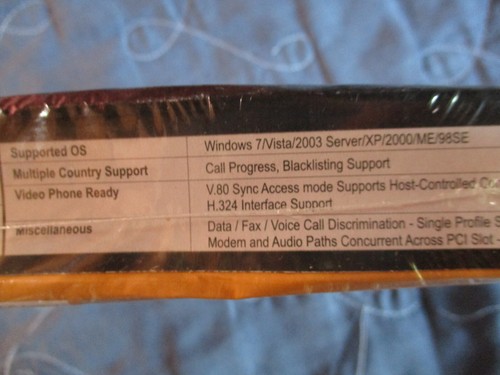 Supported OS Windows 7/Vista/2003 Server/XP/2000/ME/98SE
Multiple Country Support Call Progress, Blacklisting Support
Video Phone Ready V.80 Sync Access mode Supports Host-Controlled
H.324 Interface Support
Miscellaneous Data / Fax / Voice Call Discrimination - Single Profile
Modem and Audio Paths Concurrent Across PCI Slot